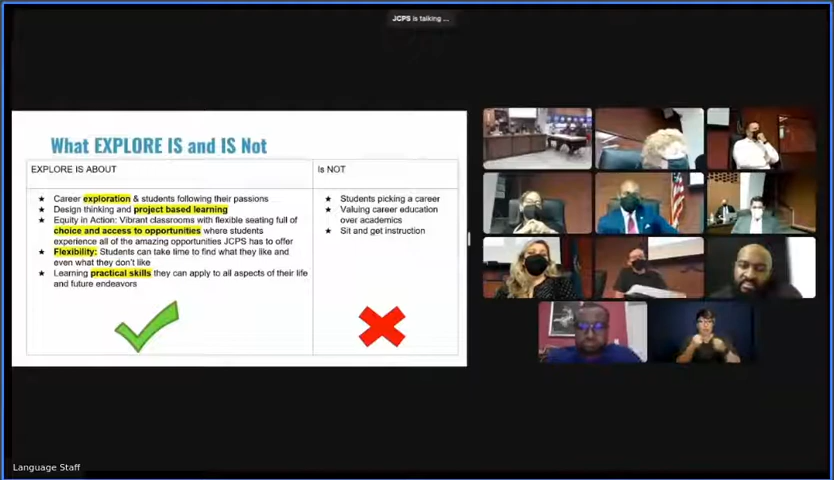 JCPS is talking ...
What EXPLORE IS and IS Not
EXPLORE IS ABOUT
★ Career exploration & students following their passions
★ Design thinking and project based learning
★ Equity in Action: Vibrant classrooms with flexible seating full of
choice and access to opportunities where students
experience all of the amazing opportunities JCPS has to offer
★ Flexibility: Students can take time to find what they like and
even what they don't like
★ Learning practical skills they can apply to all aspects of their life
and future endeavors
Is NOT
★ Students picking a career
★ Valuing career education
over academics
★ Sit and get instruction
Language Staff